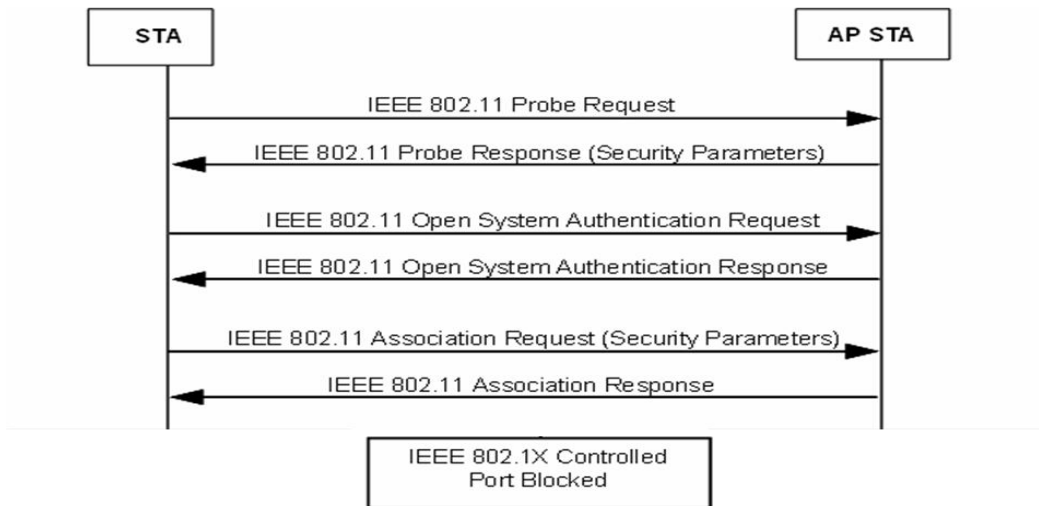 STA
AP STA
IEEE 802.11 Probe Request
IEEE 802.11 Probe Response (Security Parameters)
IEEE 802.11 Open System Authentication Request
IEEE 802.11 Open System Authentication Response
IEEE 802.11 Association Request (Security Parameters)
IEEE 802.11 Association Response
IEEE 802.1X Controlled
Port Blocked